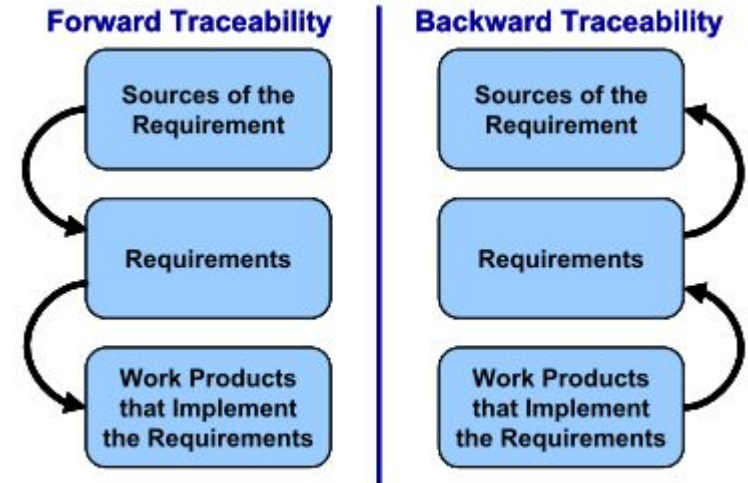 Forward Traceability
Sources of the
Requirement
Requirements
Work Products
that Implement
the Requirements
Backward Traceability
Sources of the
Requirement
Requirements
Work Products
that Implement
the Requirements